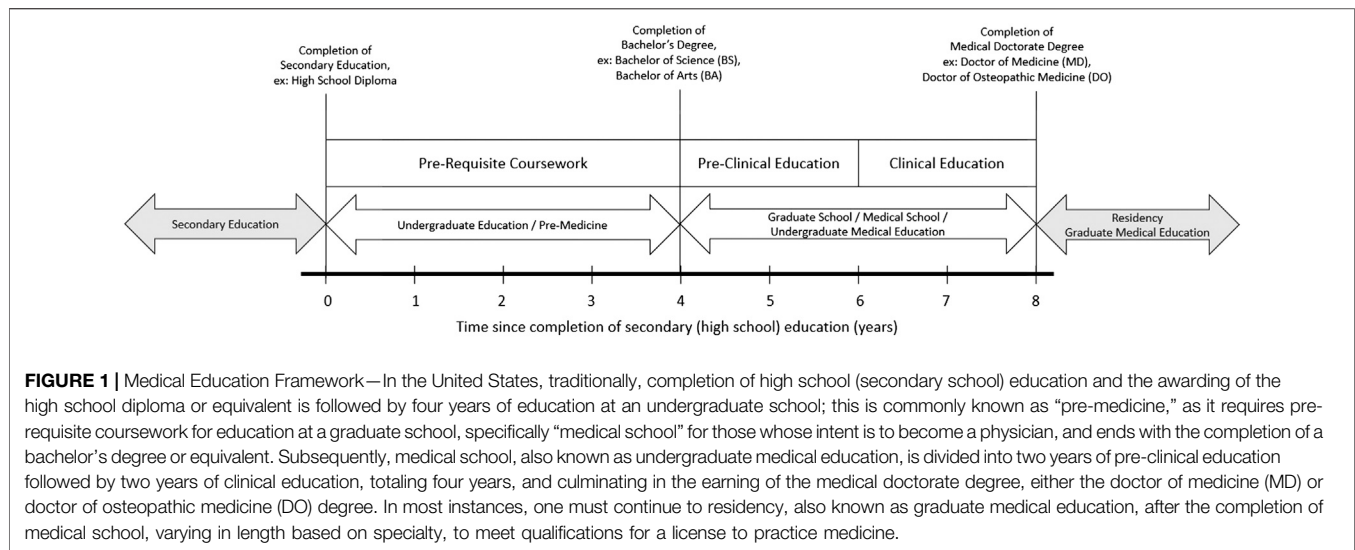 Completion of
Secondary Education,
ex: High School Diploma
Completion of
Bachelor's Degree,
ex: Bachelor of Science (BS),
Bachelor of Arts (BA)
Completion of
Medical Doctorate Degree
ex: Doctor of Medicine (MD),
Doctor of Osteopathic Medicine (DO)
Pre-Requisite Coursework
Pre-Clinical Education
Clinical Education
Secondary Education
Undergraduate Education / Pre-Medicine
Graduate School / Medical School /
Undergraduate Medical Education
Residency
Graduate Medical Education
0 1 2 3 4 5 6 7 8
Time since completion of secondary (high school) education (years)
FIGURE 1 | Medical Education Framework—In the United States, traditionally, completion of high school (secondary school) education and the awarding of the
high school diploma or equivalent is followed by four years of education at an undergraduate school; this is commonly known as “pre-medicine,” as it requires pre-
requisite coursework for education at a graduate school, specifically “medical school” for those whose intent is to become a physician, and ends with the completion of a
bachelor’s degree or equivalent. Subsequently, medical school, also known as undergraduate medical education, is divided into two years of pre-clinical education
followed by two years of clinical education, totaling four years, and culminating in the earning of the medical doctorate degree, either the doctor of medicine (MD) or
doctor of osteopathic medicine (DO) degree. In most instances, one must continue to residency, also known as graduate medical education, after the completion of
medical school, varying in length based on specialty, to meet qualifications for a license to practice medicine.